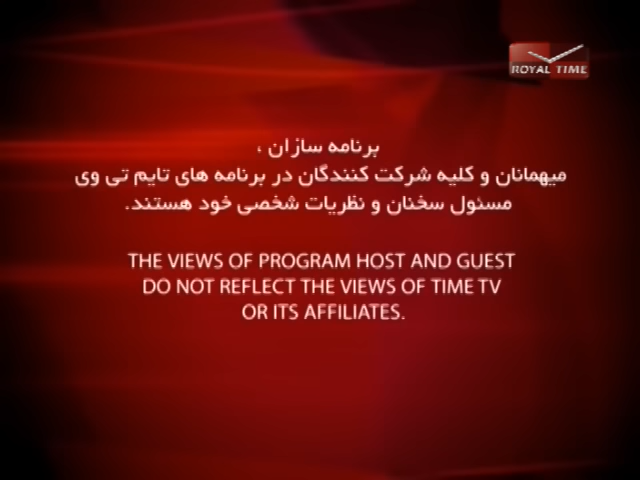 ROYAL TIME
برنامه سازان ،
میهمانان و کلیه شرکت کنندگان در برنامه های تایم تی وی
مسئول سخنان و نظریات شخصی خود هستند.
THE VIEWS OF PROGRAM HOST AND GUEST
DO NOT REFLECT THE VIEWS OF TIME TV
OR ITS AFFILIATES.